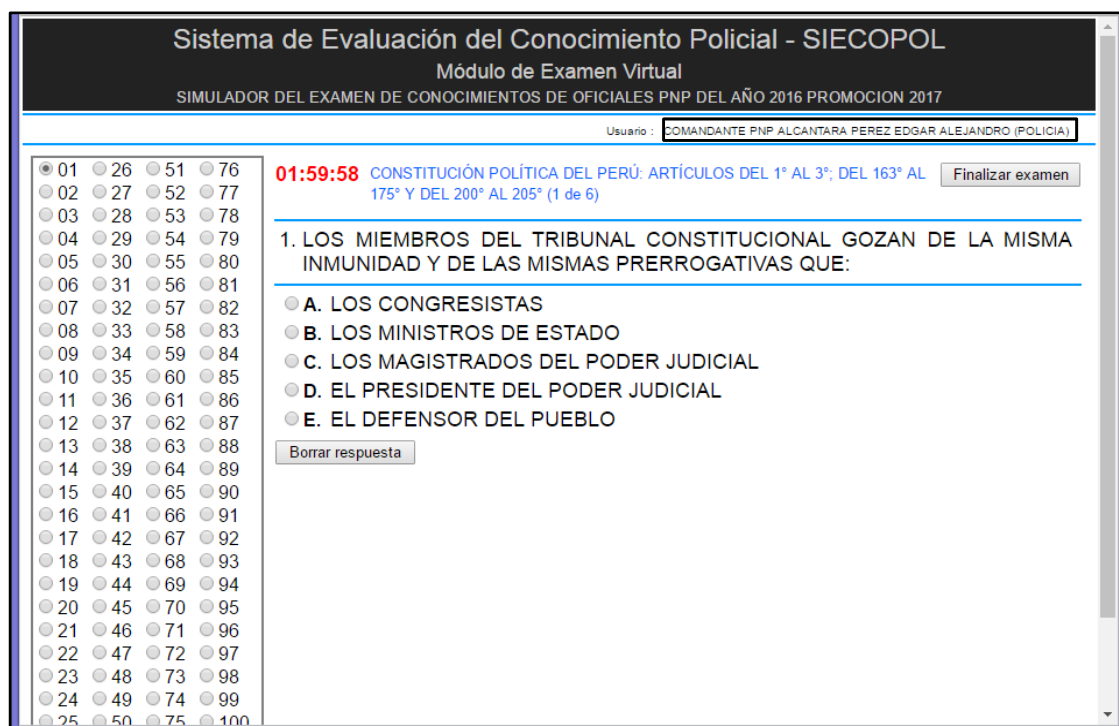 Sistema de Evaluación del Conocimiento Policial - SIECOPOL
Módulo de Examen Virtual
SIMULADOR DEL EXAMEN DE CONOCIMIENTOS DE OFICIALES PNP DEL AÑO 2016 PROMOCION 2017
Usuario : COMANDANTE PNP ALCANTARA PEREZ EDGAR ALEJANDRO (POLICIA)
01 26 51 76
02 27 52 77
03 28 53 78
04 29 54 79
05 30 55 80
06 31 56 81
07 32 57 82
08 33 58 83
09 34 59 84
10 35 60 85
11 36 61 86
12 37 62 87
13 38 63 88
14 39 64 89
15 40 65 90
16 41 66 91
17 42 67 92
18 43 68 93
19 44 69 94
20 45 70 95
21 46 71 96
22 47 72 97
23 48 73 98
24 49 74 99
25 50 75 100
01:59:58 CONSTITUCIÓN POLÍTICA DEL PERÚ: ARTÍCULOS DEL 1° AL 3°; DEL 163° AL
175° Y DEL 200° AL 205° (1 de 6)
Finalizar examen
1. LOS MIEMBROS DEL TRIBUNAL CONSTITUCIONAL GOZAN DE LA MISMA
INMUNIDAD Y DE LAS MISMAS PRERROGATIVAS QUE:
A. LOS CONGRESISTAS
B. LOS MINISTROS DE ESTADO
C. LOS MAGISTRADOS DEL PODER JUDICIAL
D. EL PRESIDENTE DEL PODER JUDICIAL
E. EL DEFENSOR DEL PUEBLO
Borrar respuesta